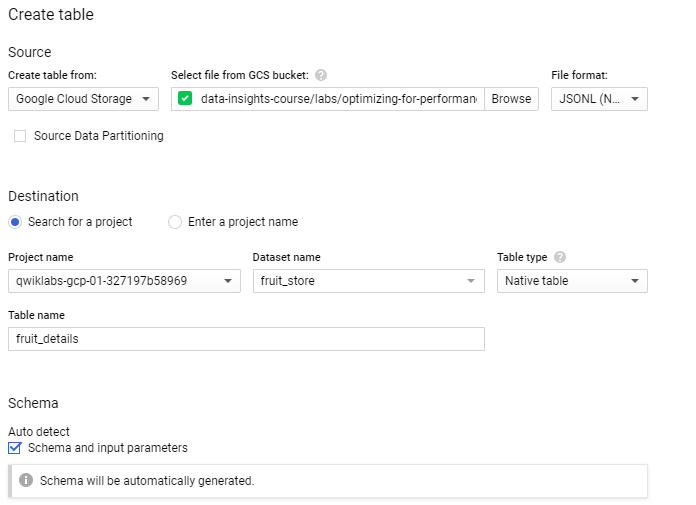 Create table
Source
Create table from: Select file from GCS bucket: ? File format:
Google Cloud Storage data-insights-course/labs/optimizing-for-performan Browse JSONL (N...
Source Data Partitioning
Destination
Search for a project Enter a project name
Project name Dataset name Table type ?
qwiklabs-gcp-01-327197b58969 fruit_store Native table
Table name
fruit_details
Schema
Auto detect
Schema and input parameters
i Schema will be automatically generated.